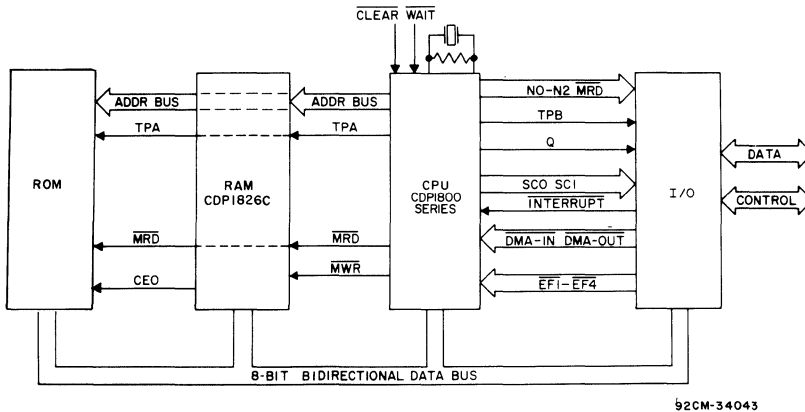 CLEAR WAIT
ADDR BUS
ADDR BUS
NO-N2 MRD
TPA
TPA
TPB
Q
DATA
ROM
RAM
CDP1826C
CPU
CDP1800
SERIES
SCO SCI
I/O
INTERRUPT
CONTROL
MRD
MRD
DMA-IN DMA-OUT
MWR
CEO
EF1-EF4
8-BIT BIDIRECTIONAL DATA BUS
92CM-34043